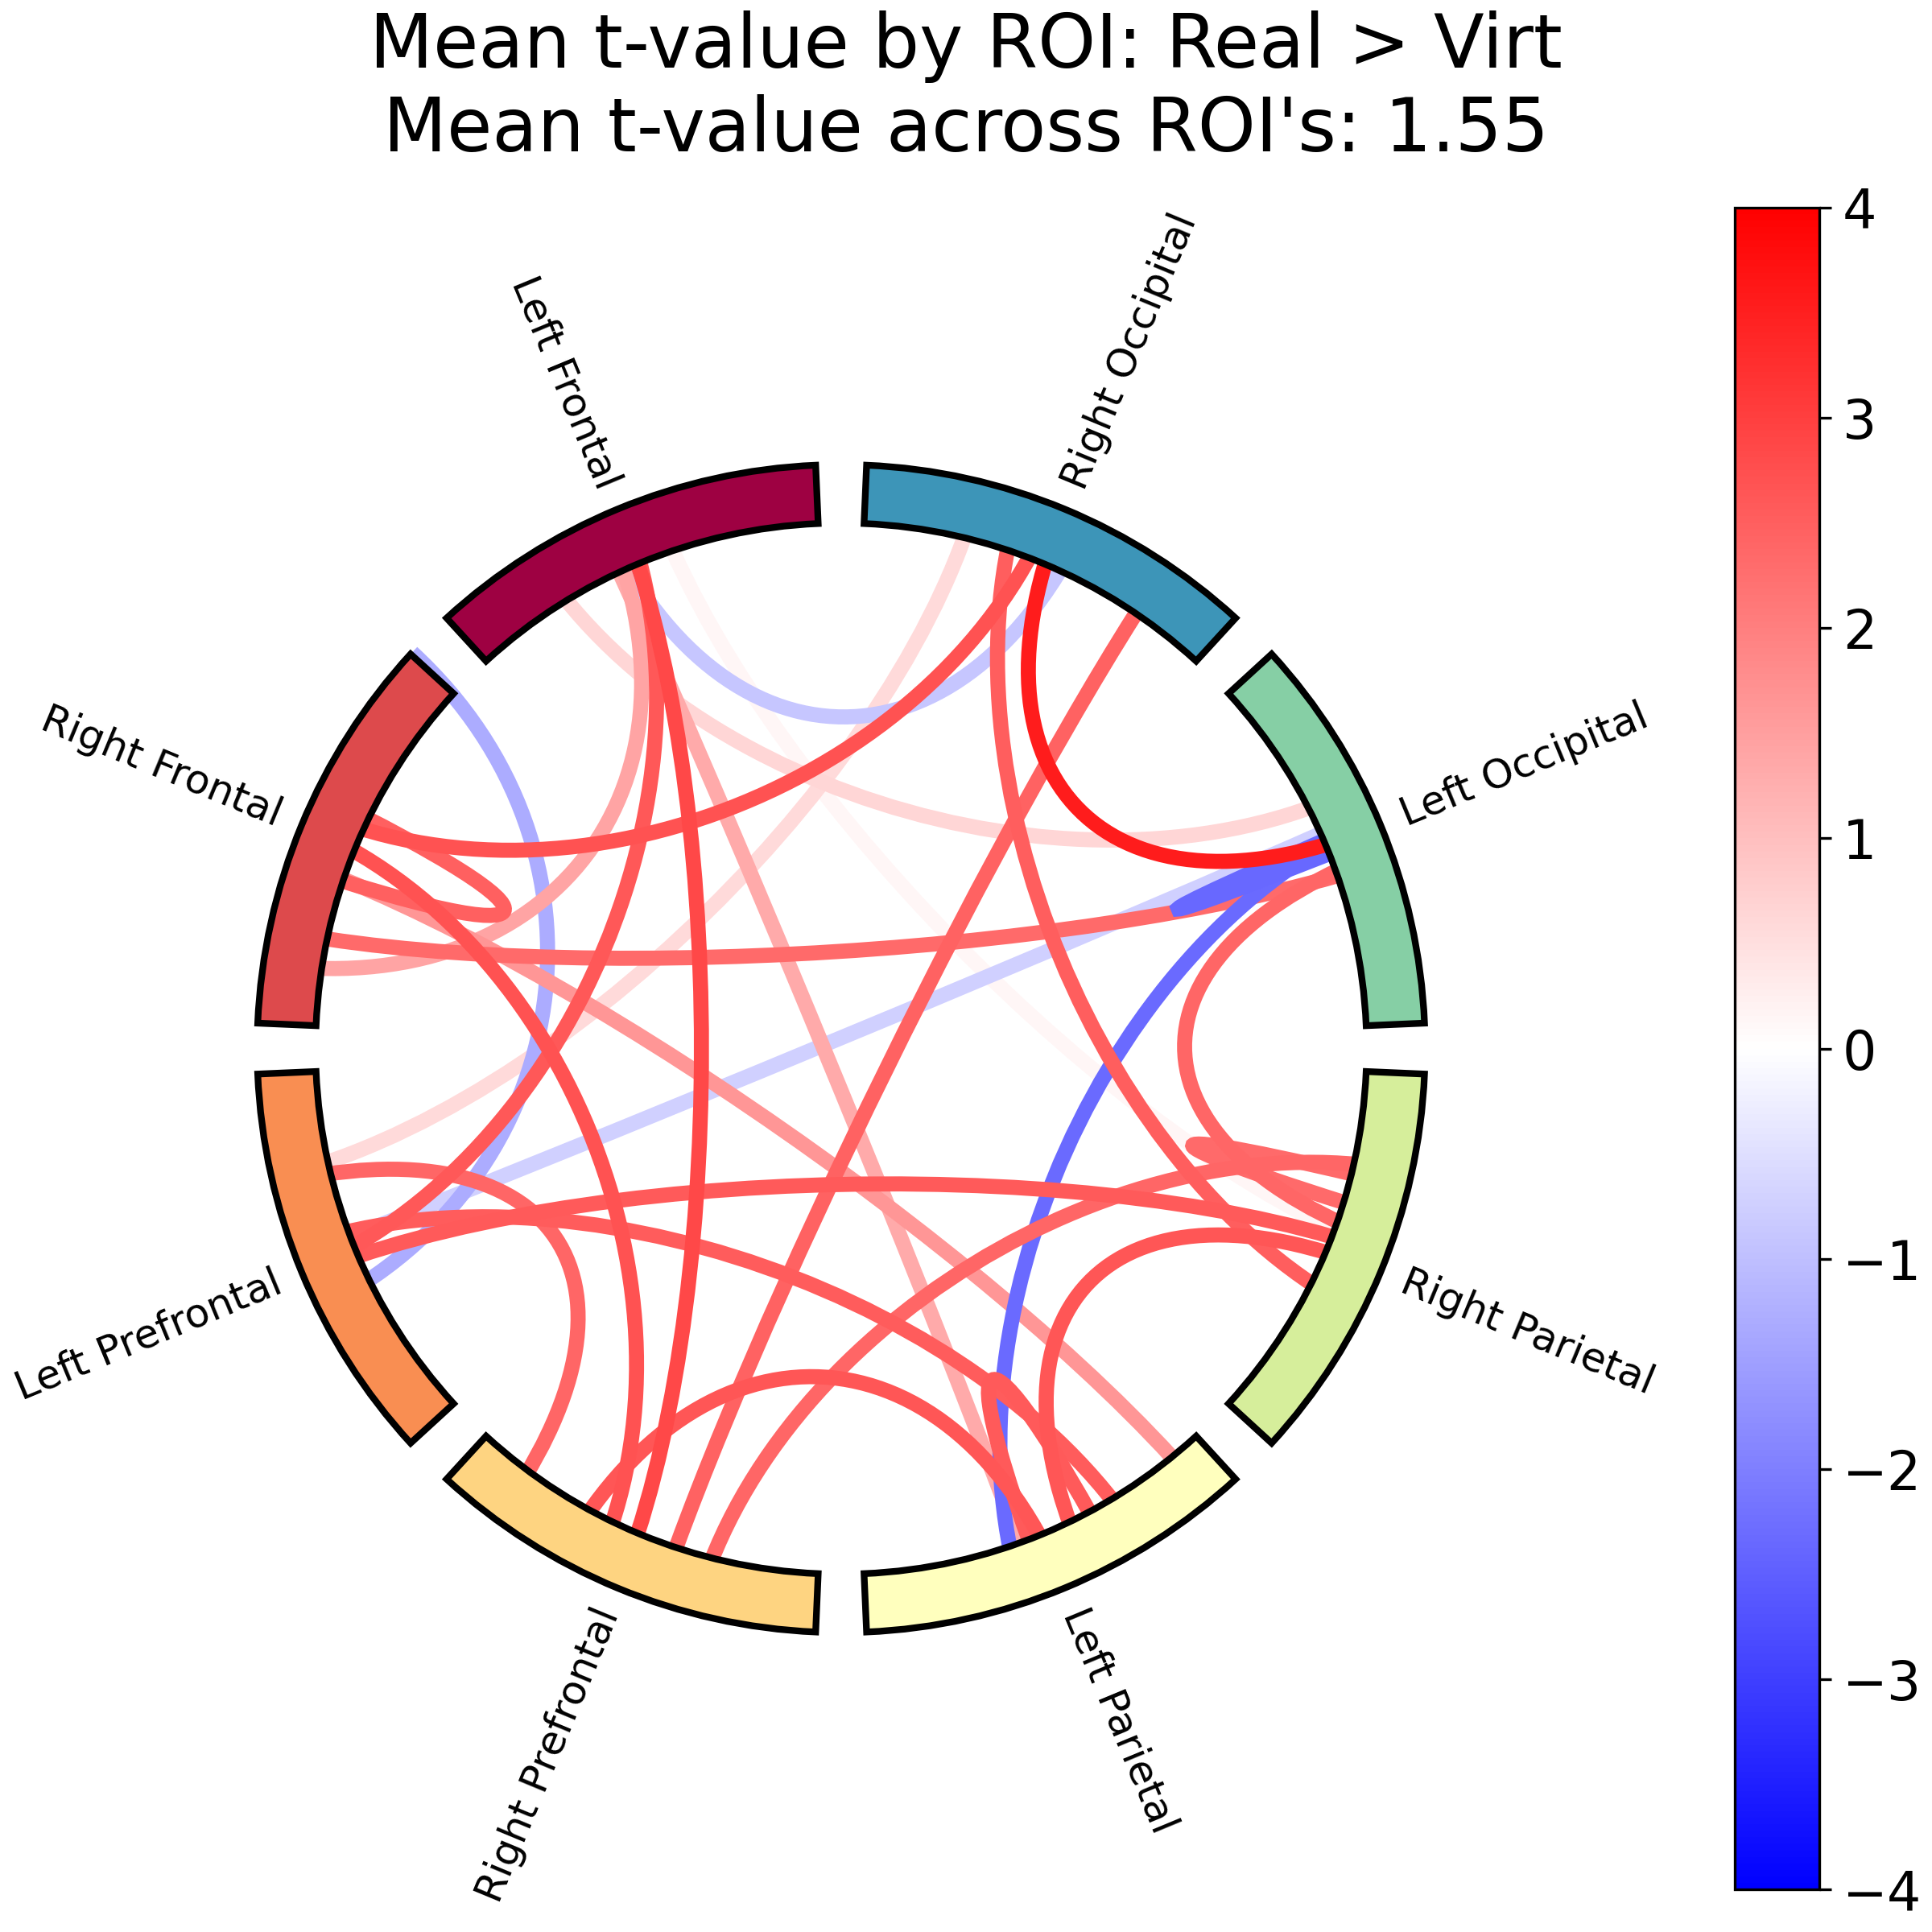 Mean t-value by ROI: Real > Virt
Mean t-value across ROI's: 1.55
Left Frontal
Right Occipital
Right Frontal
Left Occipital
Left Prefrontal
Right Parietal
Right Prefrontal
Left Parietal
4
3
2
1
0
−1
−2
−3
−4